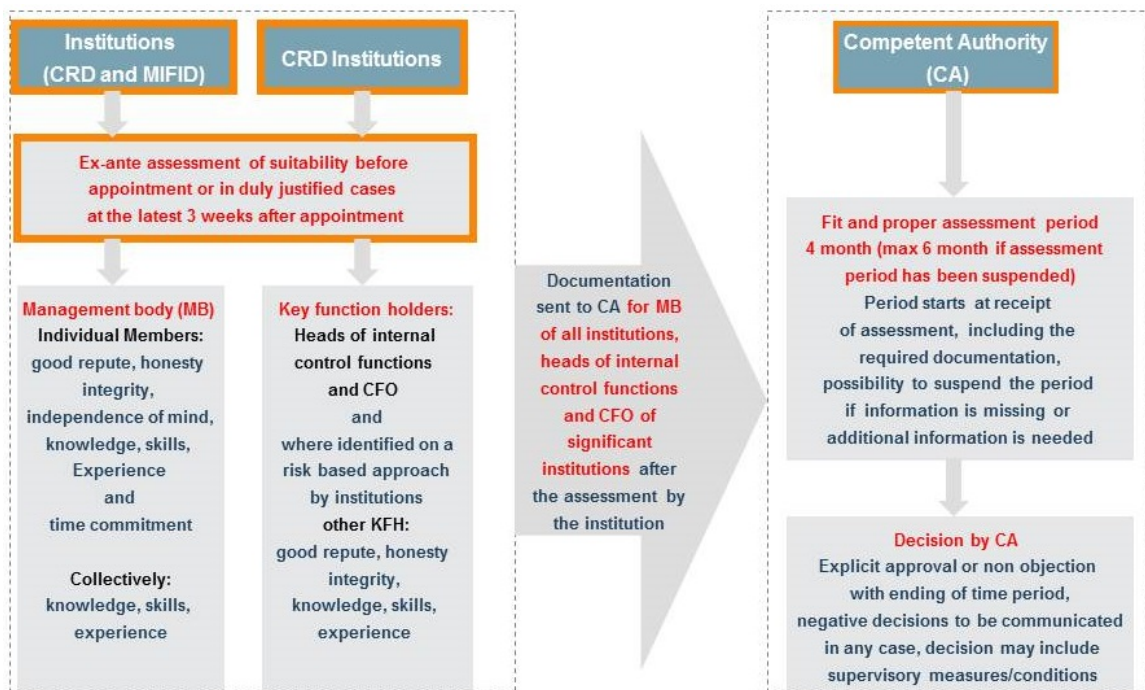 Institutions
(CRD and MIFID)
CRD Institutions
Ex-ante assessment of suitability before
appointment or in duly justified cases
at the latest 3 weeks after appointment
Management body (MB)
Individual Members:
good repute, honesty
integrity,
independence of mind,
knowledge, skills,
Experience
and
time commitment
Collectively:
knowledge, skills,
experience
Key function holders:
Heads of internal
control functions
and CFO
and
where identified on a
risk based approach
by institutions
other KFH:
good repute, honesty
integrity,
knowledge, skills,
experience
Documentation
sent to CA for MB
of all institutions,
heads of internal
control functions
and CFO of
significant
institutions after
the assessment by
the institution
Competent Authority
(CA)
Fit and proper assessment period
4 month (max 6 month if assessment
period has been suspended)
Period starts at receipt
of assessment, including the
required documentation,
possibility to suspend the period
if information is missing or
additional information is needed
Decision by CA
Explicit approval or non objection
with ending of time period,
negative decisions to be communicated
in any case, decision may include
supervisory measures/conditions